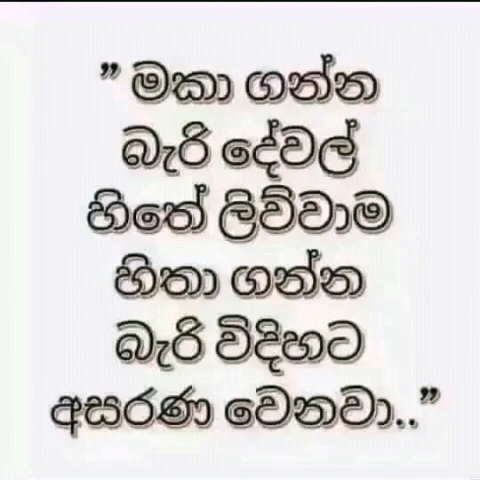 ” මකා ගන්න
බැරි දේවල්
හිතේ ලිව්වාම
හිතා ගන්න
බැරි විදිහට
අසරණ වෙනවා..”